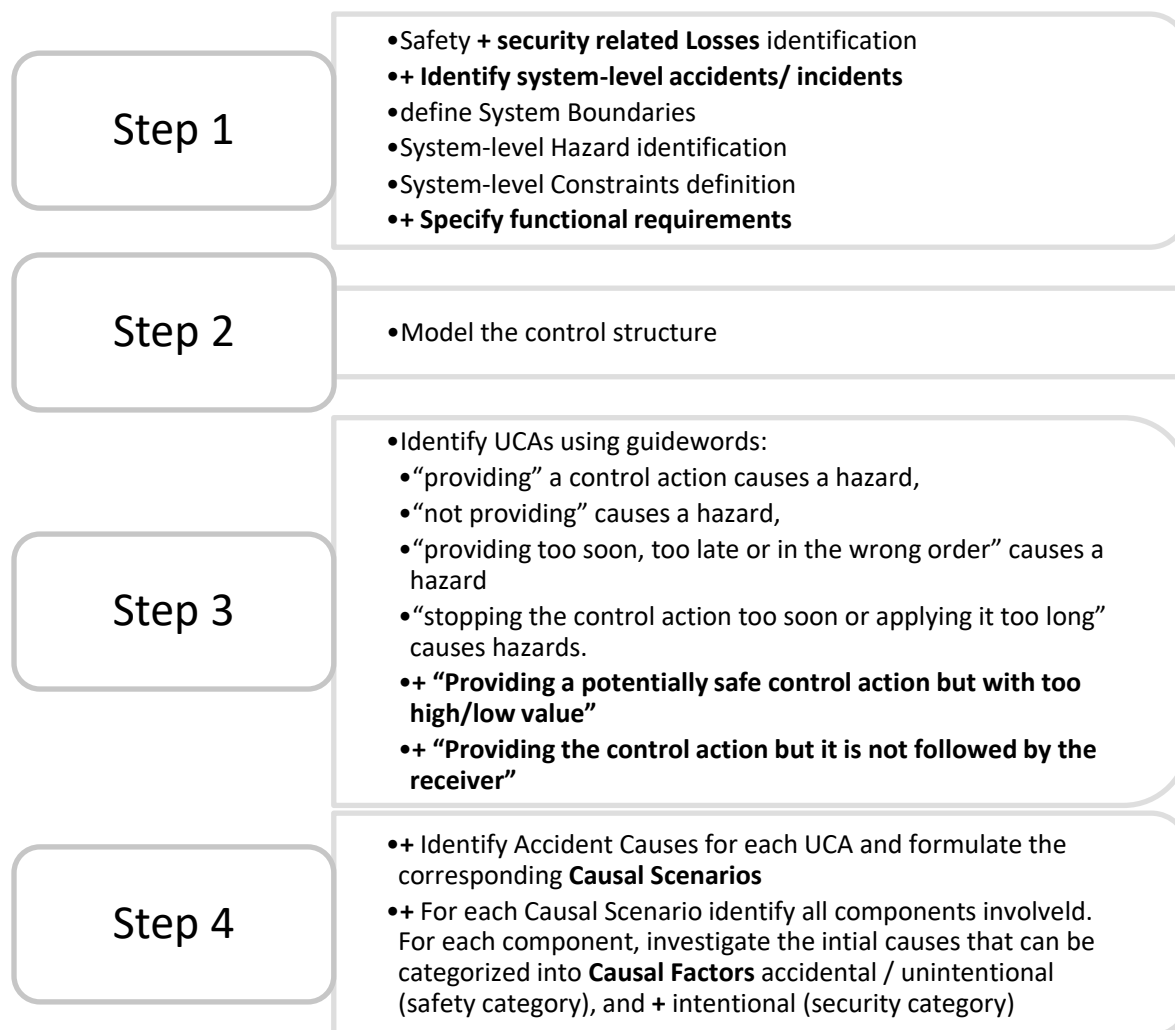 Step 1
•Safety + security related Losses identification
•+ Identify system-level accidents/ incidents
•define System Boundaries
•System-level Hazard identification
•System-level Constraints definition
•+ Specify functional requirements
Step 2
•Model the control structure
Step 3
•Identify UCAs using guidewords:
•“providing” a control action causes a hazard,
•“not providing” causes a hazard,
•“providing too soon, too late or in the wrong order” causes a
hazard
•“stopping the control action too soon or applying it too long”
causes hazards.
•+ “Providing a potentially safe control action but with too
high/low value”
•+ “Providing the control action but it is not followed by the
receiver”
Step 4
•+ Identify Accident Causes for each UCA and formulate the
corresponding Causal Scenarios
•+ For each Causal Scenario identify all components involveld.
For each component, investigate the intial causes that can be
categorized into Causal Factors accidental / unintentional
(safety category), and + intentional (security category)